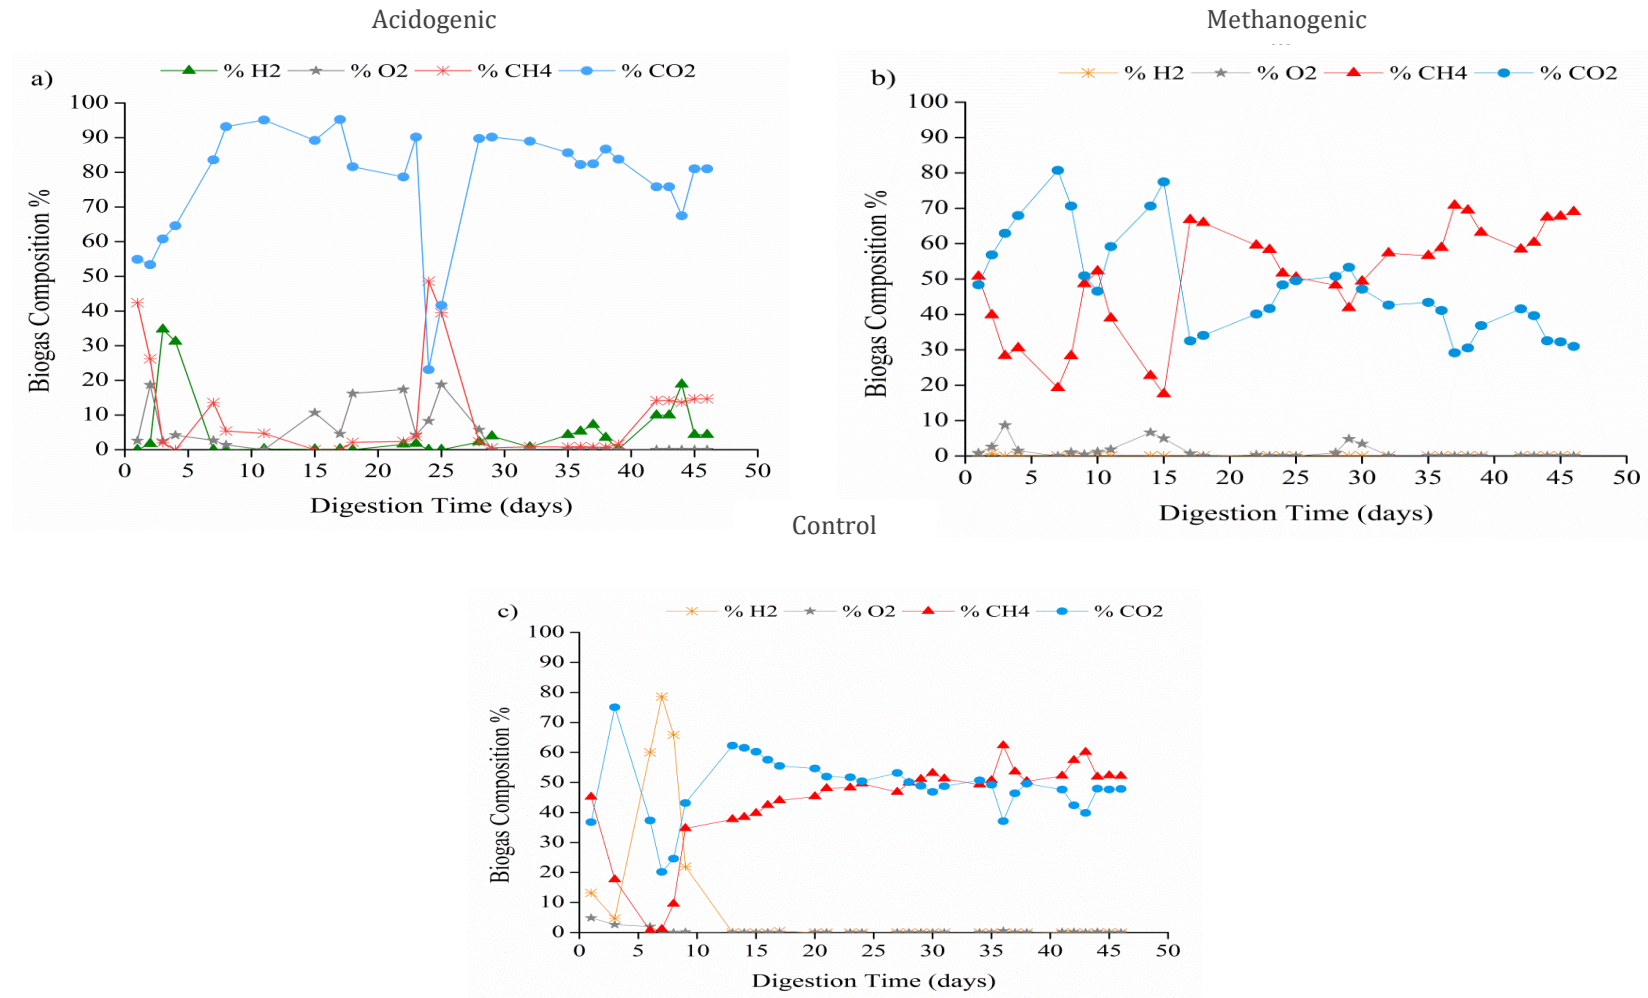 Acidogenic
Methanogenic
a)
% H2 % O2 % CH4 % CO2
100
90
80
70
60
50
40
30
20
10
0
Biogas Composition %
0 5 10 15 20 25 30 35 40 45 50
Digestion Time (days)
b)
% H2 % O2 % CH4 % CO2
100
90
80
70
60
50
40
30
20
10
0
Biogas Composition %
0 5 10 15 20 25 30 35 40 45 50
Digestion Time (days)
Control
c)
% H2 % O2 % CH4 % CO2
100
90
80
70
60
50
40
30
20
10
0
Biogas Composition %
0 5 10 15 20 25 30 35 40 45 50
Digestion Time (days)